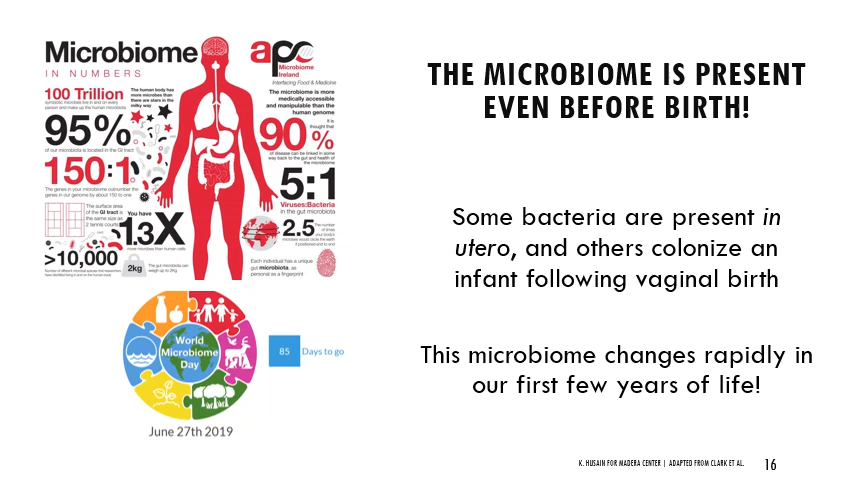 Microbiome
IN NUMBERS
100 Trillion
symbiotic microbes live in and on every
person and make up the human microbiota
The human body has
more microbes than
there are stars in the
milky way
95%
of our microbiota is located in the GI tract
150:1
The genes in your microbiome outnumber the
genes in our genome by about 150 to one
The surface area
of the GI tract is
the same size as
2 tennis courts
You have
1.3X
more microbes than human cells
>10,000
Number of different microbial species that researchers
have identified living in and on the human body
2kg
The gut microbiota can
weigh up to 2kg
apc
Microbiome
Ireland
Interfacing Food & Medicine
The microbiome is more
medically accessible
and manipulable than the
human genome
It is
thought that
90%
of disease can be linked in some
way back to the gut and health of
the microbiome
5:1
Viruses:Bacteria
in the gut microbiota
2.5
The number
of times
your body's
microbes would circle the earth
if positioned end to end
Each individual has a unique
gut microbiota, as
personal as a fingerprint
World
Microbiome
Day
85 Days to go
June 27th 2019
THE MICROBIOME IS PRESENT
EVEN BEFORE BIRTH!
Some bacteria are present in
utero, and others colonize an
infant following vaginal birth
This microbiome changes rapidly in
our first few years of life!
K. HUSAIN FOR MADERA CENTER | ADAPTED FROM CLARK ET AL.
16